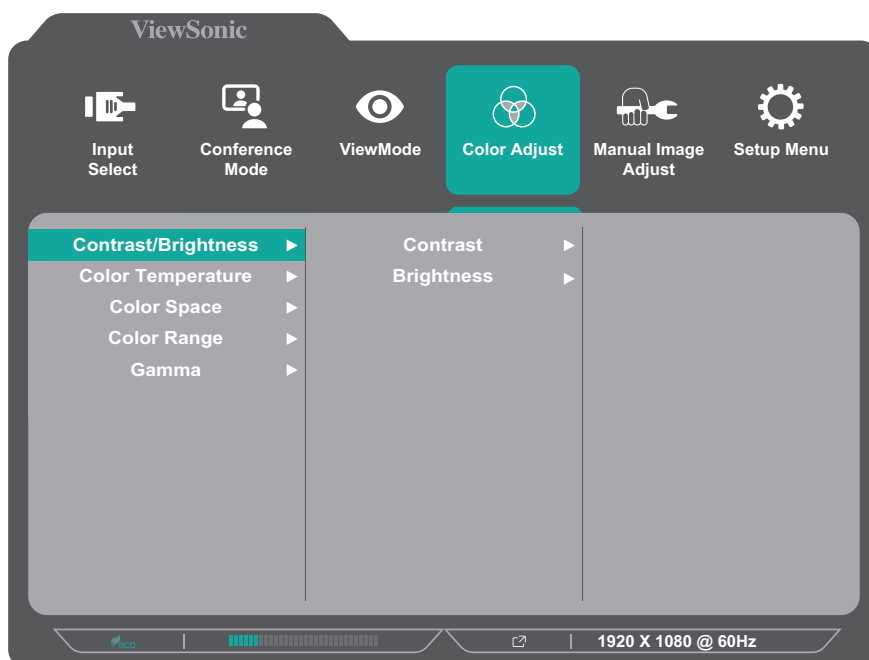 ViewSonic
Input
Select
Conference
Mode
ViewMode
Color Adjust
Manual Image
Adjust
Setup Menu
Contrast/Brightness
Color Temperature
Color Space
Color Range
Gamma
Contrast
Brightness
eco
1920 X 1080 @ 60Hz